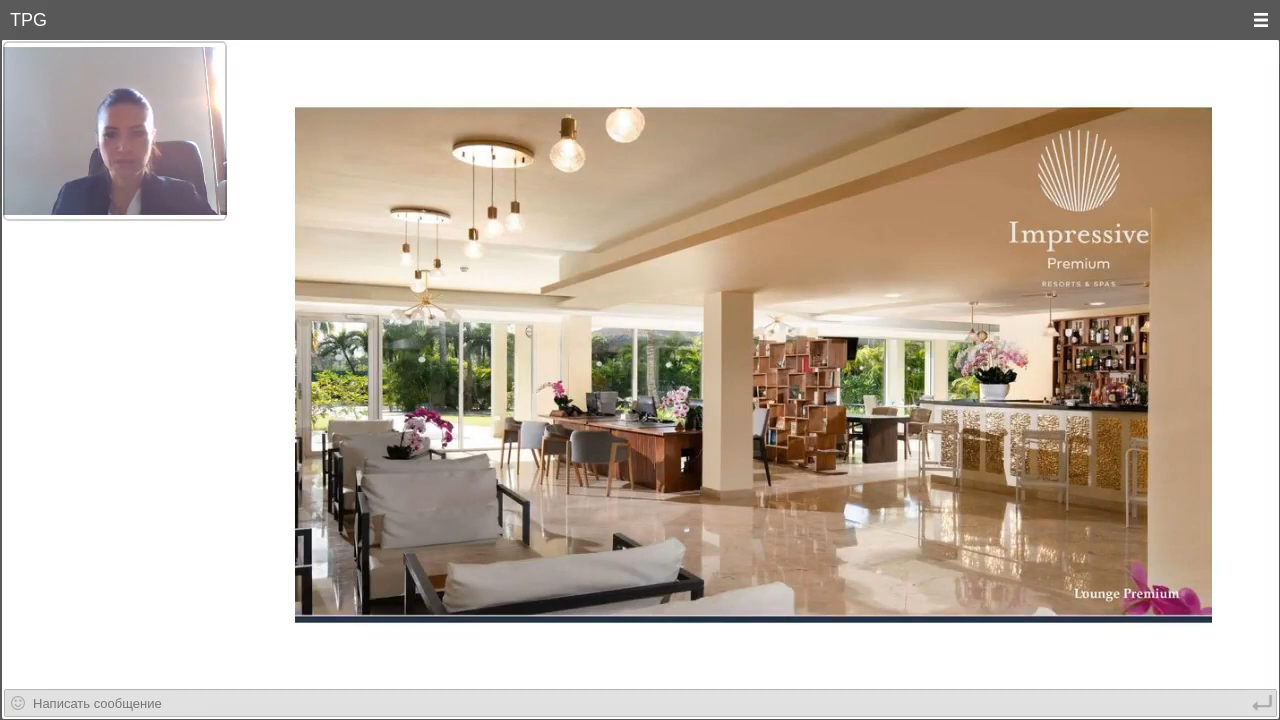 TPG
Impressive
Premium
RESORTS & SPAS
Lounge Premium
Написать сообщение